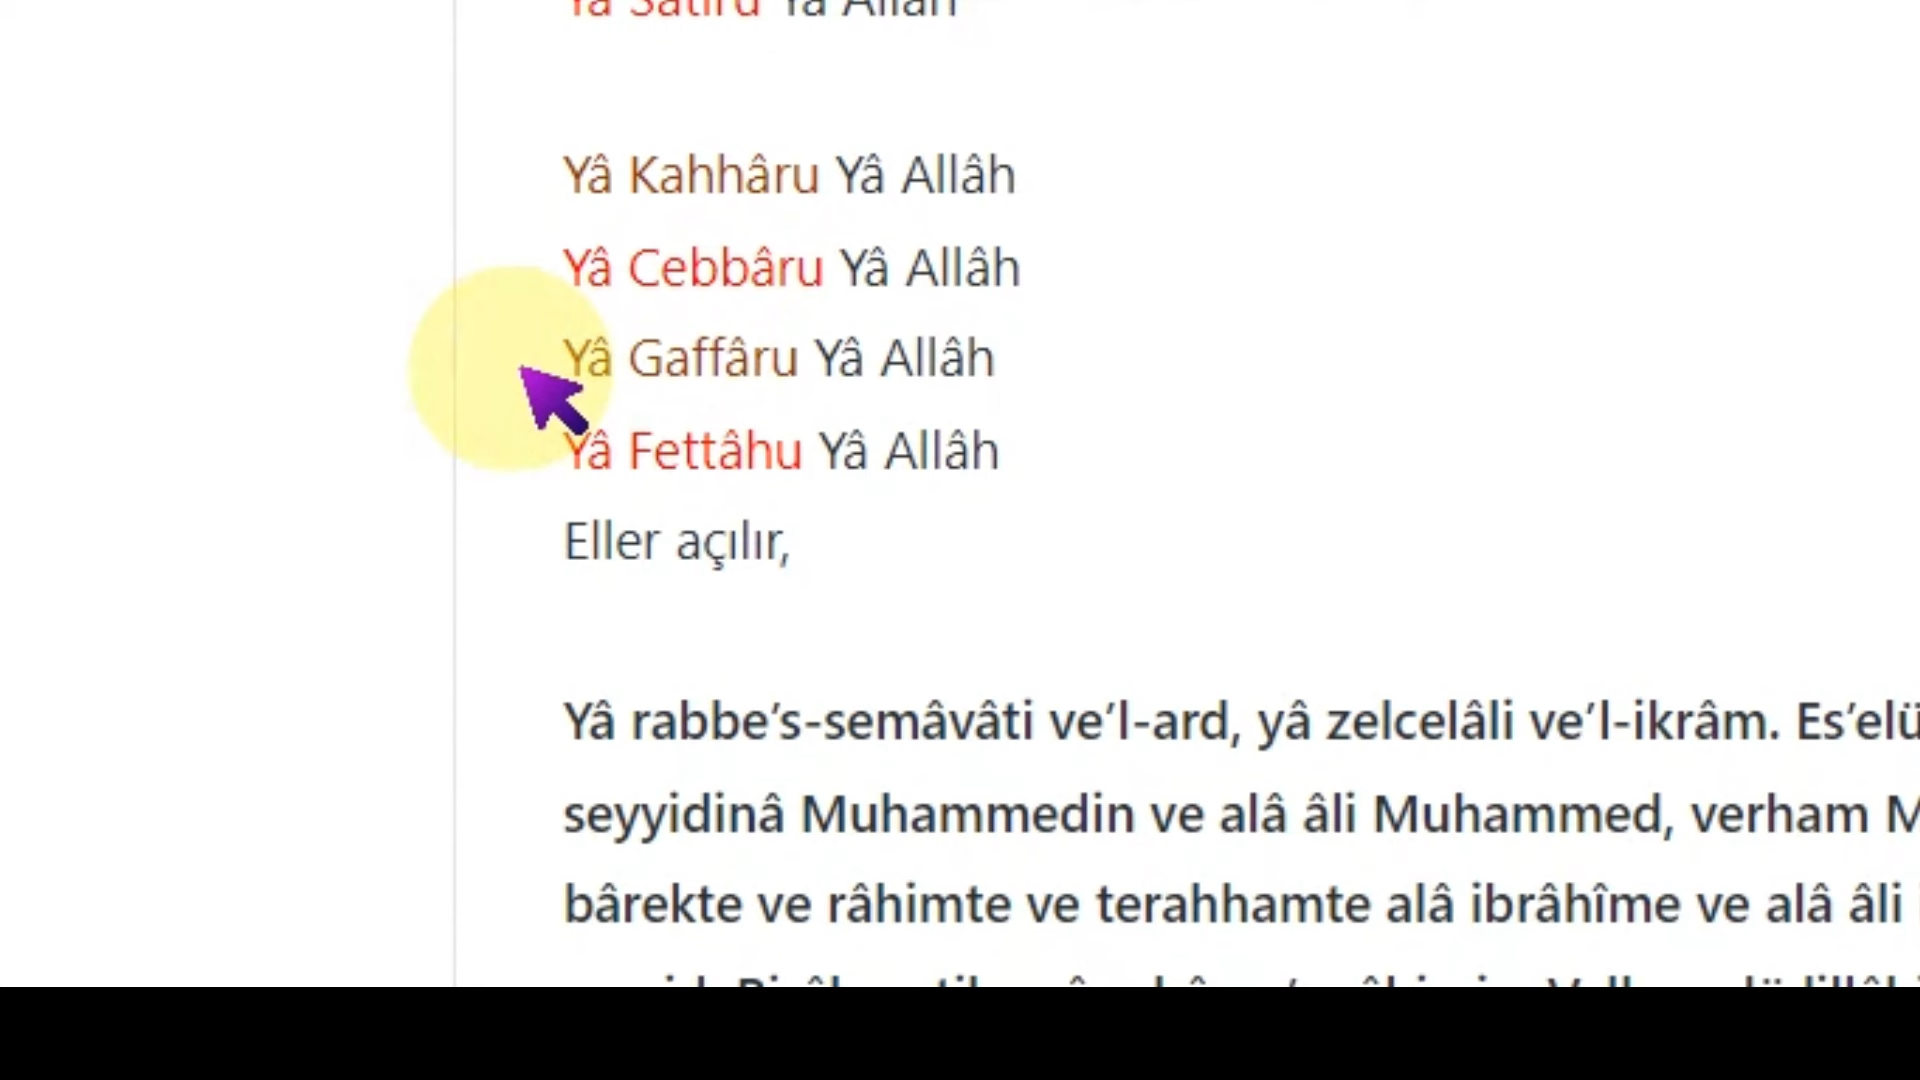 Yâ Kahhâru Yâ Allâh
Yâ Cebbâru Yâ Allâh
Yâ Gaffâru Yâ Allâh
Yâ Fettâhu Yâ Allâh
Eller açılır,
Yâ rabbe’s-semâvâti ve’l-ard, yâ zelcelâli ve’l-ikrâm.
seyyidinâ Muhammedin ve alâ âli Muhammed, verham
bârekte ve râhimte ve terahhamte alâ ibrâhîme ve alâ âli